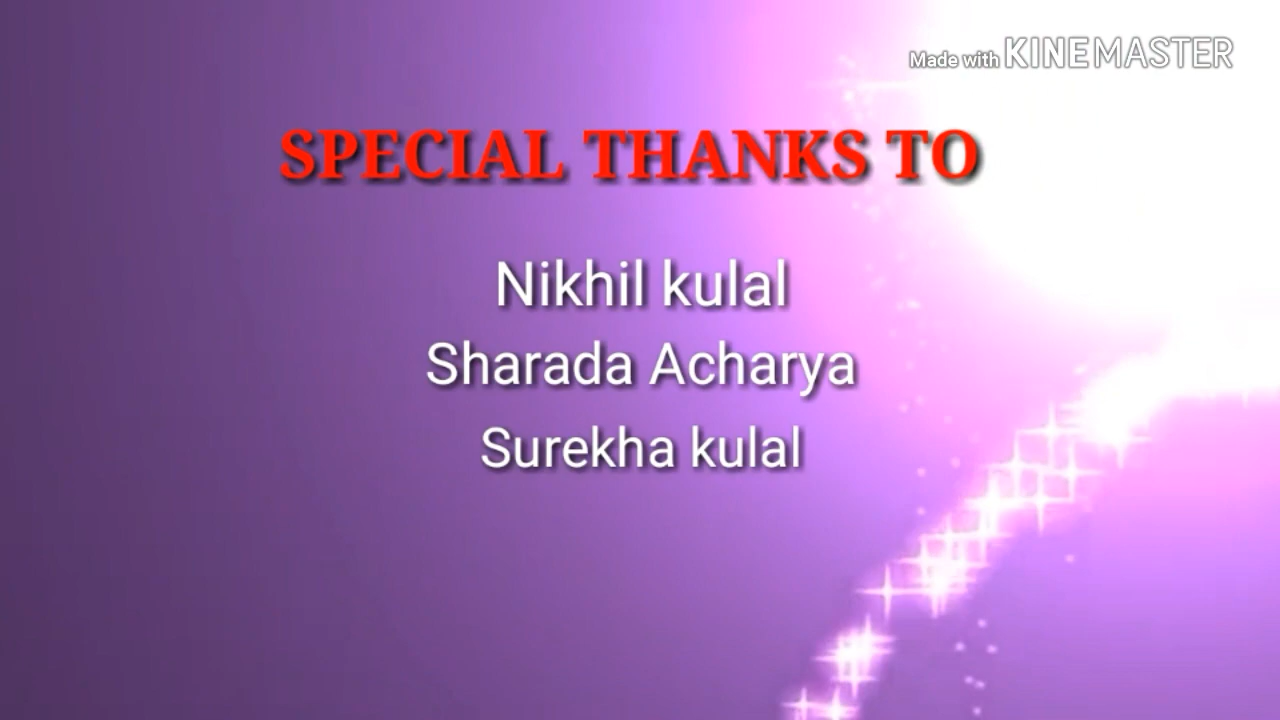 Made with KINEMASTER
SPECIAL THANKS TO
Nikhil kulal
Sharada Acharya
Surekha kulal